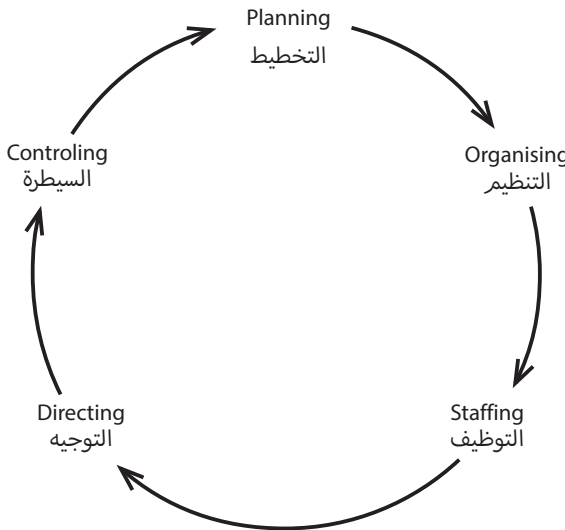 Planning
التخطيط
Organising
التنظيم
Staffing
التوظيف
Directing
التوجيه
Controling
السيطرة